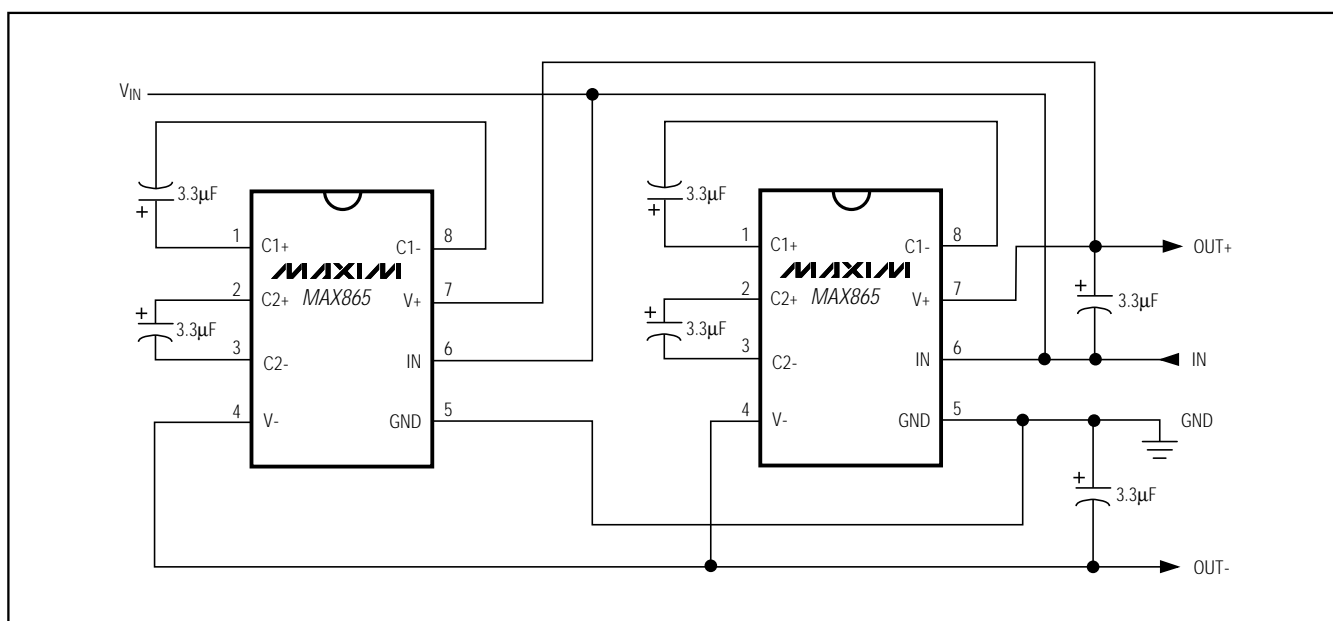 VIN
3.3µF
+
1 C1+
C1- 8
MAXIM
MAX865
2 C2+
V+ 7
+
3.3µF
3 C2-
IN 6
4 V-
GND 5
3.3µF
+
1 C1+
C1- 8
MAXIM
MAX865
2 C2+
V+ 7
+
3.3µF
3 C2-
IN 6
4 V-
GND 5
OUT+
+
3.3µF
IN
GND
+
3.3µF
OUT-